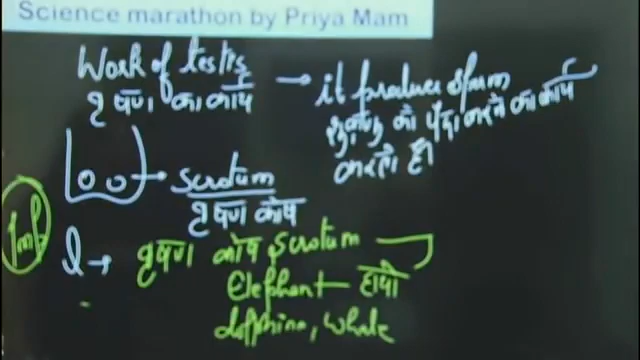 Science marathon by Priya Mam
Work of testis → it produce sperm
वृषण का कार्य
शुक्राणु को पैदा करने का कार्य
करता है।
→ scrotum
वृषण कोष
Imp
→ वृषण कोष scrotum
Elephant – हाथी
dolphine, whale